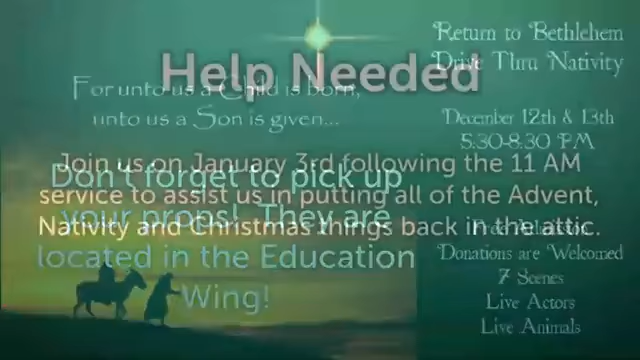 Return to Bethlehem
Drive Thru Nativity
Help Needed
For unto us a Child is born,
unto us a Son is given...
December 12th & 13th
5:30-8:30 PM
Join us on January 3rd following the 11 AM
service to assist us in putting all of the Advent,
Nativity and Christmas things back in the attic.
Don't forget to pick up
your props! They are
located in the Education
Wing!
Free Admission
Donations are Welcomed
7 Scenes
Live Actors
Live Animals